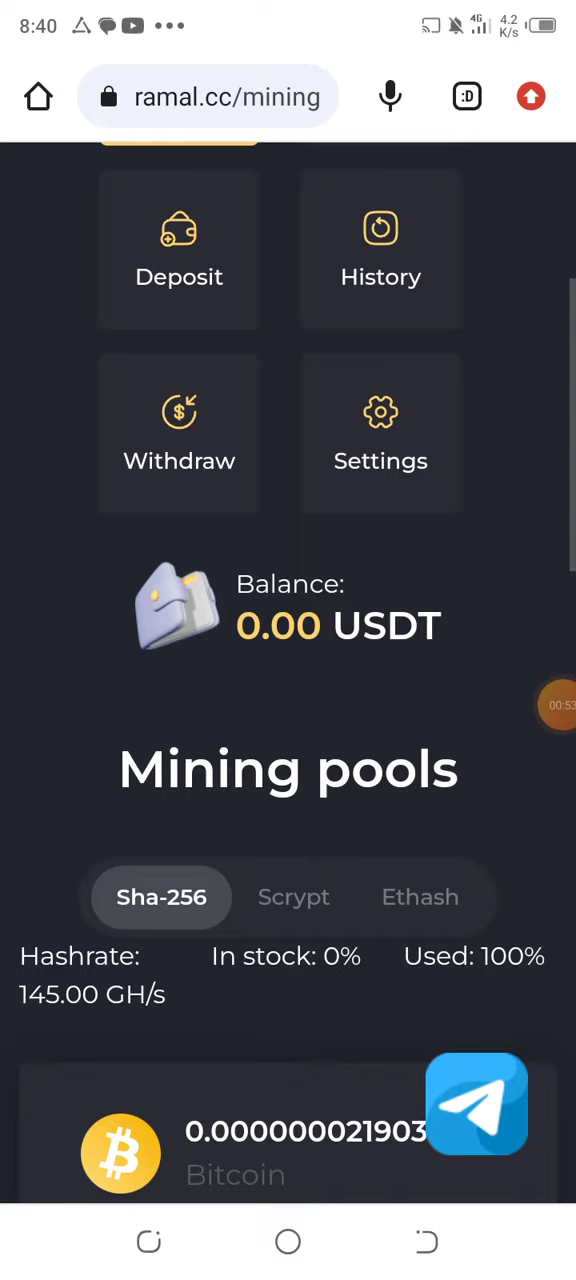 8:40
4G 4.2 K/s
ramal.cc/mining
:D
Deposit
History
Withdraw
Settings
Balance:
0.00 USDT
00:53
Mining pools
Sha-256 Scrypt Ethash
Hashrate: In stock: 0% Used: 100%
145.00 GH/s
0.000000021903
Bitcoin